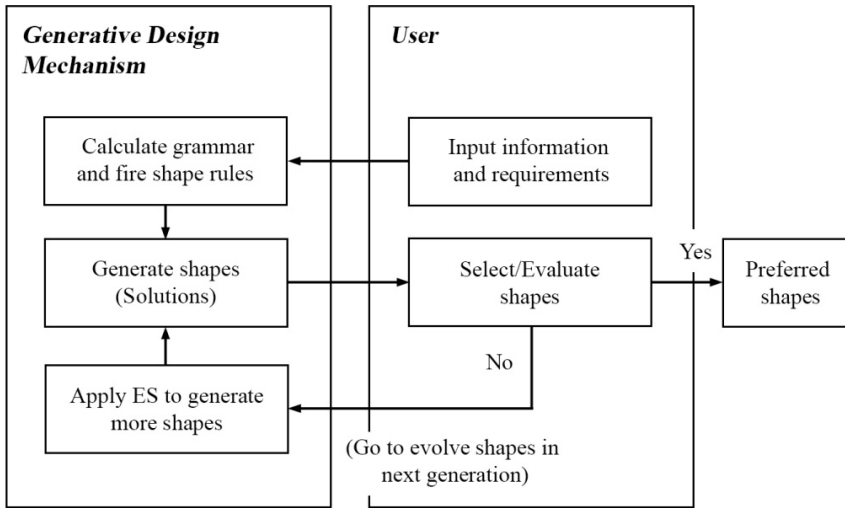 Generative Design
Mechanism
User
Calculate grammar
and fire shape rules
Input information
and requirements
Generate shapes
(Solutions)
Select/Evaluate
shapes
Yes
Preferred
shapes
No
Apply ES to generate
more shapes
(Go to evolve shapes in
next generation)